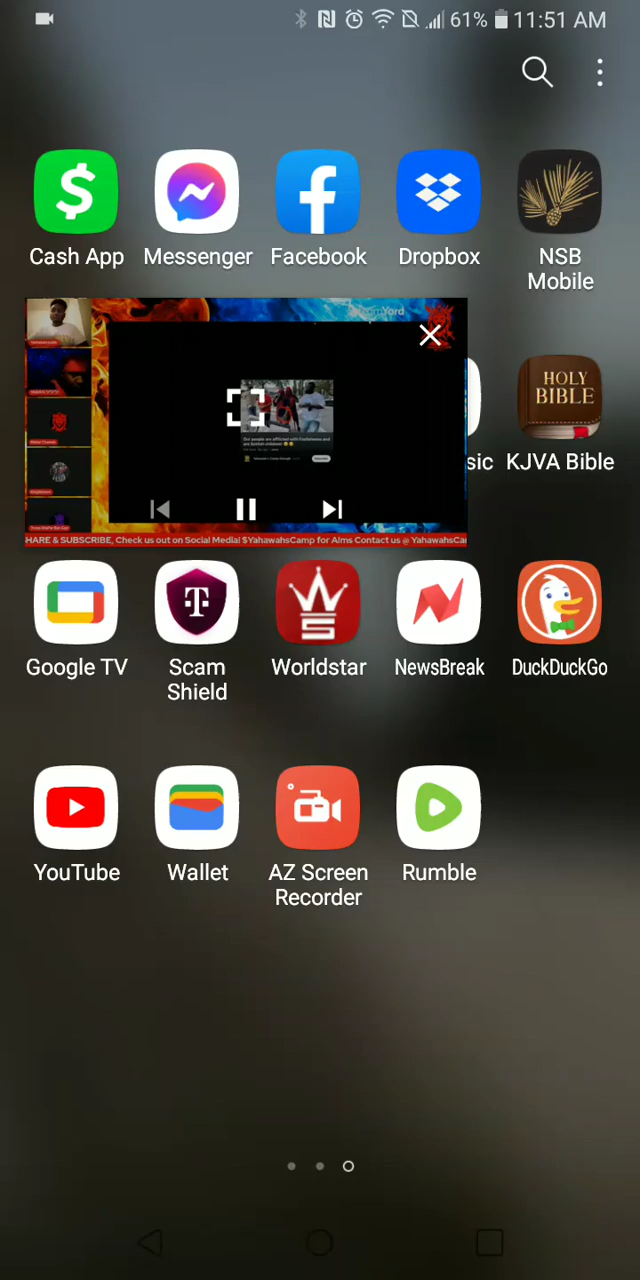 61% 11:51 AM
Cash App
Messenger
Facebook
Dropbox
NSB
Mobile
HOLY
BIBLE
sic
KJVA Bible
HARE & SUBSCRIBE, Check us out on Social Media! $YahawahsCamp for Alms Contact us @ YahawahsCa
Google TV
T
Scam
Shield
WS
Worldstar
NewsBreak
DuckDuckGo
YouTube
Wallet
AZ Screen
Recorder
Rumble